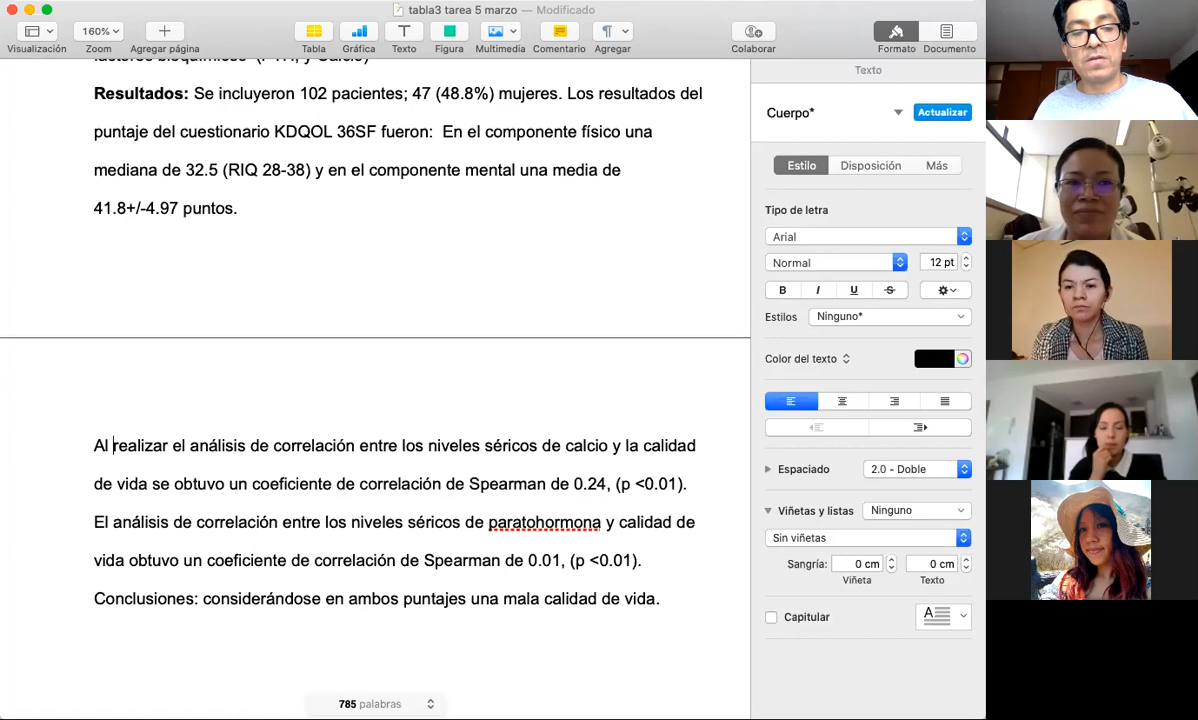 tabla3 tarea 5 marzo — Modificado
160%
Visualización Zoom Agregar página Tabla Gráfica Texto Figura Multimedia Comentario Agregar Colaborar Formato Documento
Texto
Resultados: Se incluyeron 102 pacientes; 47 (48.8%) mujeres. Los resultados del
puntaje del cuestionario KDQOL 36SF fueron: En el componente físico una
mediana de 32.5 (RIQ 28-38) y en el componente mental una media de
41.8+/-4.97 puntos.
Al realizar el análisis de correlación entre los niveles séricos de calcio y la calidad
de vida se obtuvo un coeficiente de correlación de Spearman de 0.24, (p <0.01).
El análisis de correlación entre los niveles séricos de paratohormona y calidad de
vida obtuvo un coeficiente de correlación de Spearman de 0.01, (p <0.01).
Conclusiones: considerándose en ambos puntajes una mala calidad de vida.
785 palabras
Cuerpo* Actualizar
Estilo Disposición Más
Tipo de letra
Arial
Normal 12 pt
B I U S
Estilos Ninguno*
Color del texto
Espaciado 2.0 - Doble
Viñetas y listas Ninguno
Sin viñetas
Sangría: 0 cm 0 cm
Viñeta Texto
Capitular A